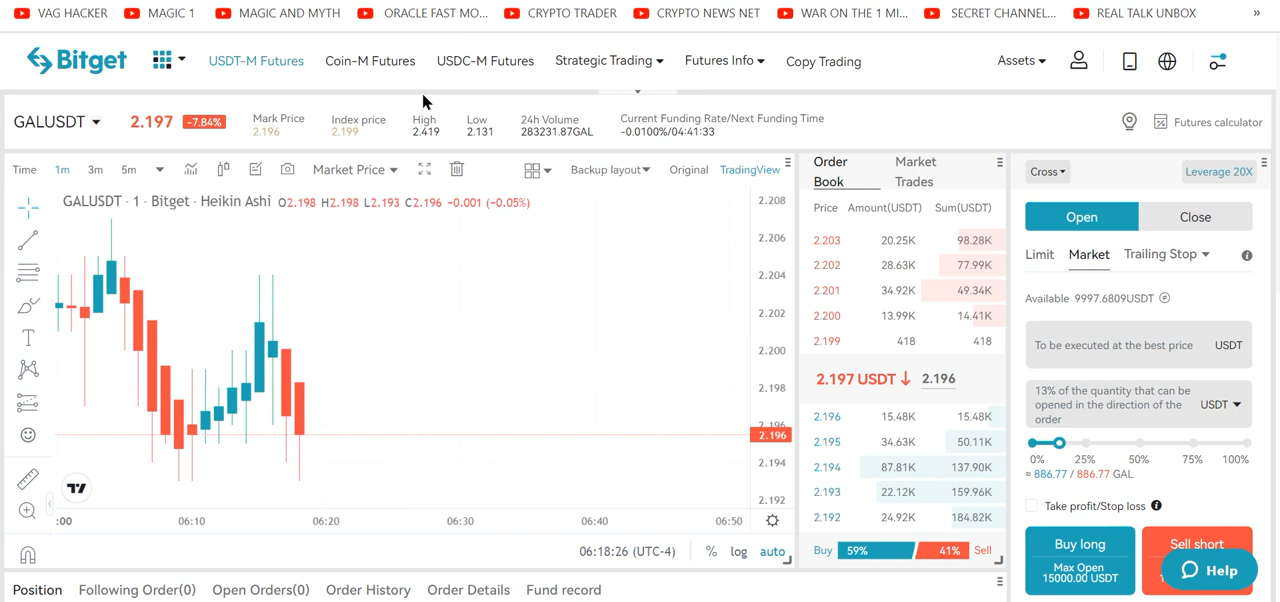 VAG HACKER MAGIC 1 MAGIC AND MYTH ORACLE FAST MO... CRYPTO TRADER CRYPTO NEWS NET WAR ON THE 1 MI... SECRET CHANNEL... REAL TALK UNBOX »
Bitget USDT-M Futures Coin-M Futures USDC-M Futures Strategic Trading Futures Info Copy Trading Assets
GALUSDT 2.197 -7.84%
Mark Price Index price High Low 24h Volume Current Funding Rate/Next Funding Time
2.196 2.199 2.419 2.131 283231.87GAL -0.0100%/04:41:33
Futures calculator
Time 1m 3m 5m Market Price Backup layout Original TradingView
GALUSDT · 1 · Bitget · Heikin Ashi O2.198 H2.198 L2.193 C2.196 -0.001 (-0.05%)
2.208
2.206
2.204
2.202
2.200
2.198
2.196
2.196
2.194
2.192
:00 06:10 06:20 06:30 06:40 06:50
06:18:26 (UTC-4) % log auto
Order Book
Market Trades
Price Amount(USDT) Sum(USDT)
2.203 20.25K 98.28K
2.202 28.63K 77.99K
2.201 34.92K 49.34K
2.200 13.99K 14.41K
2.199 418 418
2.197 USDT↓ 2.196
2.196 15.48K 15.48K
2.195 34.63K 50.11K
2.194 87.81K 137.90K
2.193 22.12K 159.96K
2.192 24.92K 184.82K
Buy 59% 41% Sell
Cross Leverage 20X
Open Close
Limit Market Trailing Stop
Available 9997.6809USDT
To be executed at the best price USDT
13% of the quantity that can be
opened in the direction of the
order
USDT
0% 25% 50% 75% 100%
≈ 886.77 / 886.77 GAL
Take profit/Stop loss
Buy long
Max Open
15000.00 USDT
Sell short
Help
Position Following Order(0) Open Orders(0) Order History Order Details Fund record